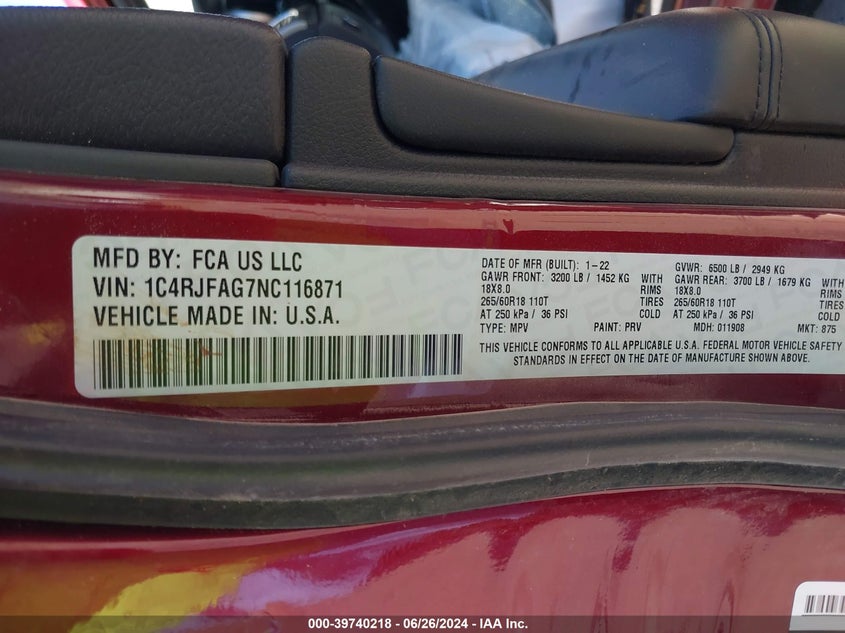 MFD BY: FCA US LLC
VIN: 1C4RJFAG7NC116871
VEHICLE MADE IN: U.S.A.
DATE OF MFR (BUILT): 1-22 GVWR: 6500 LB / 2949 KG
GAWR FRONT: 3200 LB / 1452 KG WITH GAWR REAR: 3700 LB / 1679 KG WITH
18X8.0 RIMS 18X8.0 RIMS
265/60R18 110T TIRES 265/60R18 110T TIRES
AT 250 kPa / 36 PSI COLD AT 250 kPa / 36 PSI COLD
TYPE: MPV PAINT: PRV MDH: 011908 MKT: 875
THIS VEHICLE CONFORMS TO ALL APPLICABLE U.S.A. FEDERAL MOTOR VEHICLE SAFETY
STANDARDS IN EFFECT ON THE DATE OF MANUFACTURE SHOWN ABOVE.
000-39740218 - 06/26/2024 - IAA Inc.